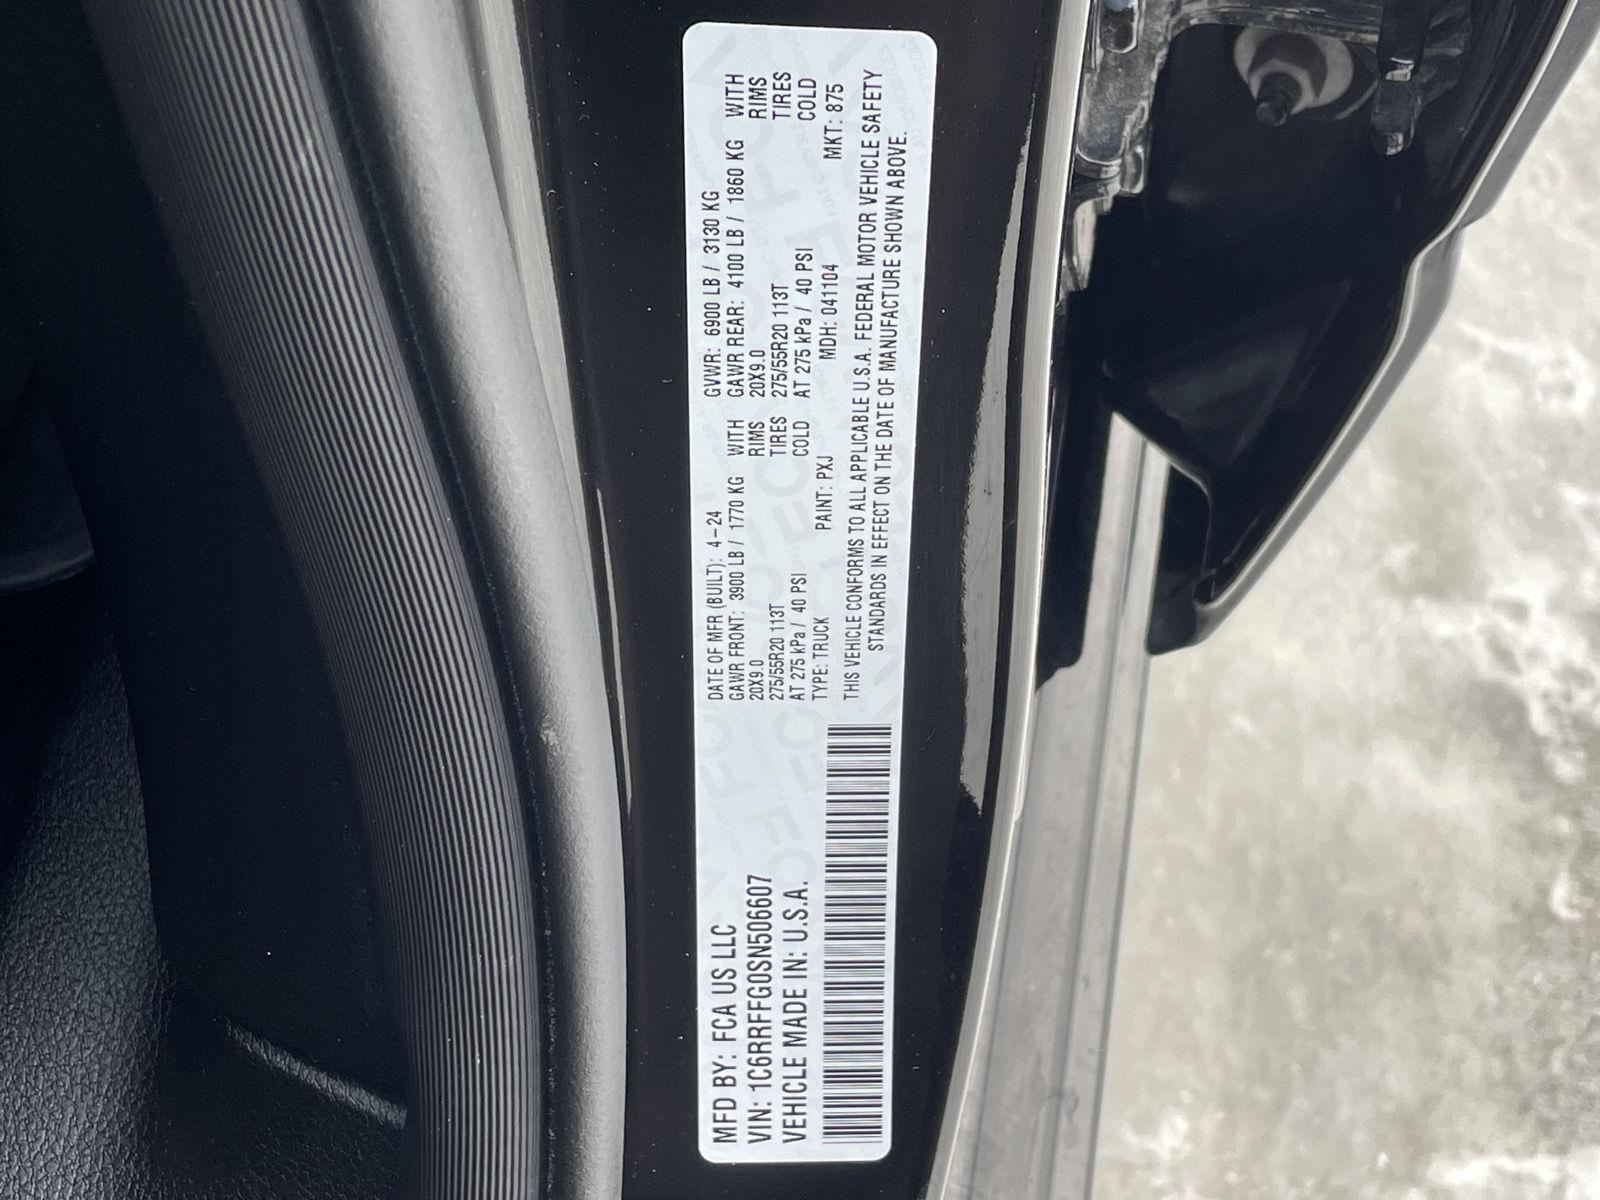 MFD BY: FCA US LLC
VIN: 1C6RRFFG0SN506607
VEHICLE MADE IN: U.S.A.
DATE OF MFR (BUILT): 4-24 GVWR: 6900 LB / 3130 KG
GAWR FRONT: 3900 LB / 1770 KG WITH GAWR REAR: 4100 LB / 1860 KG WITH
20X9.0 RIMS 20X9.0 RIMS
275/55R20 113T TIRES 275/55R20 113T TIRES
AT 275 kPa / 40 PSI COLD AT 275 kPa / 40 PSI COLD
TYPE: TRUCK PAINT: PXJ MDH: 041104 MKT: 875
THIS VEHICLE CONFORMS TO ALL APPLICABLE U.S.A. FEDERAL MOTOR VEHICLE SAFETY
STANDARDS IN EFFECT ON THE DATE OF MANUFACTURE SHOWN ABOVE.